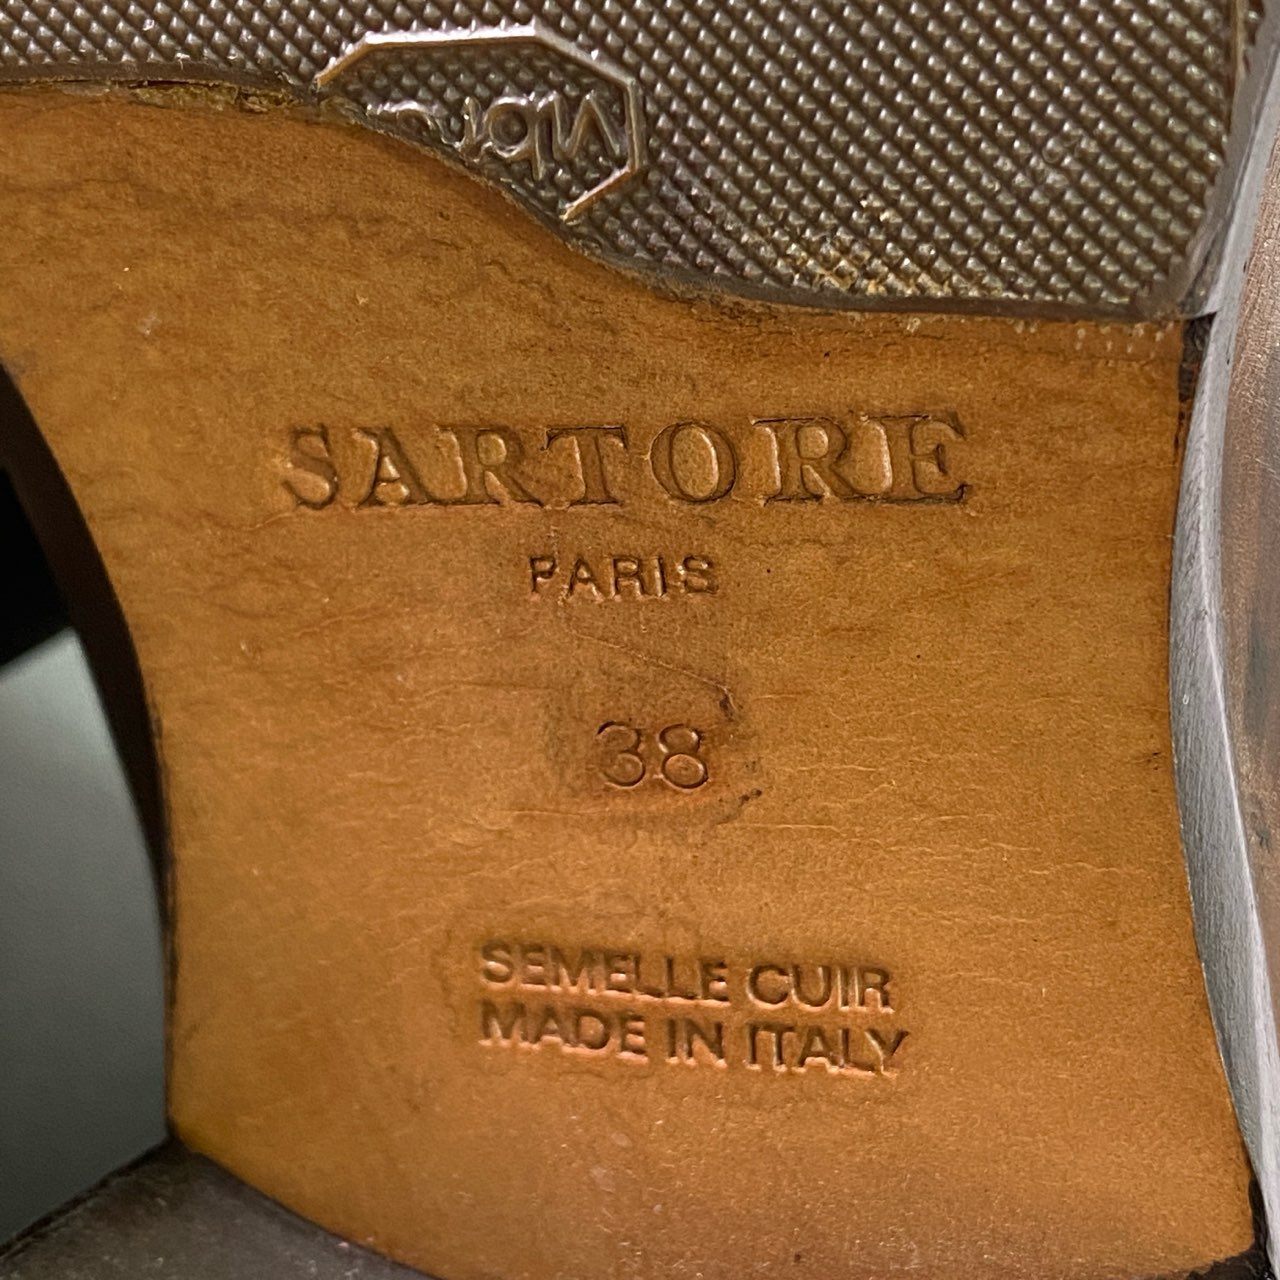 SARTORE
PARIS
38
SEMELLE CUIR
MADE IN ITALY